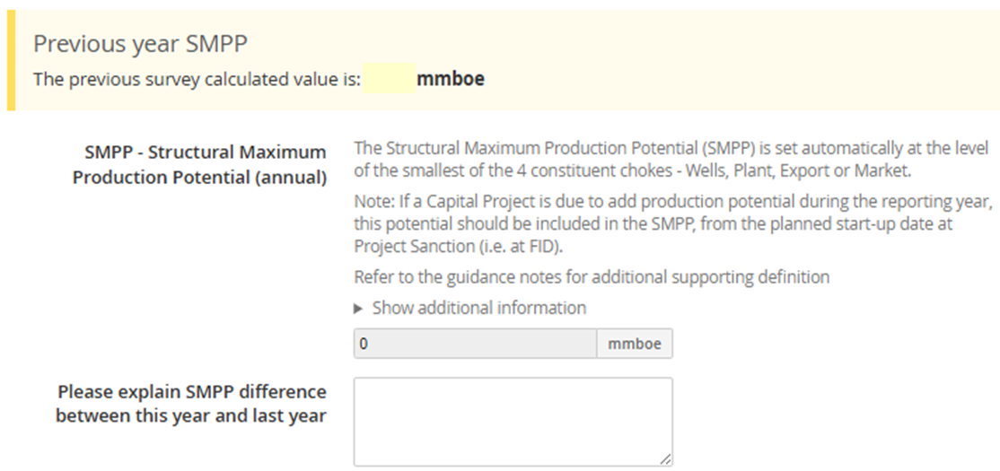 Previous year SMPP
The previous survey calculated value is: mmboe
SMPP - Structural Maximum
Production Potential (annual)
The Structural Maximum Production Potential (SMPP) is set automatically at the level
of the smallest of the 4 constituent chokes - Wells, Plant, Export or Market.
Note: If a Capital Project is due to add production potential during the reporting year,
this potential should be included in the SMPP, from the planned start-up date at
Project Sanction (i.e. at FID).
Refer to the guidance notes for additional supporting definition
▶ Show additional information
0 mmboe
Please explain SMPP difference
between this year and last year